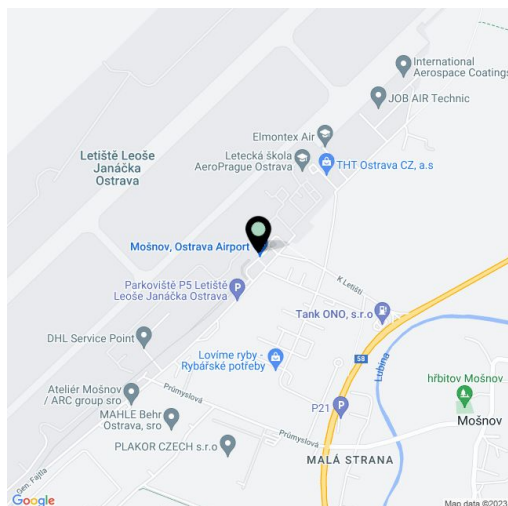 International
Aerospace Coatings
JOB AIR Technic
Elmontex Air
Letecká škola
AeroPrague Ostrava
THT Ostrava CZ, a.s
Letiště Leoše
Janáčka
Ostrava
Mošnov, Ostrava Airport
K Letišti
Parkoviště P5 Letiště
Leoše Janáčka Ostrava
P
Tank ONO, s.r.o
DHL Service Point
58
Lubina
Lovíme ryby -
Rybářské potřeby
hřbitov Mošnov
Ateliér Mošnov
/ ARC group sro
Průmyslová
P21
P
MAHLE Behr
Ostrava, sro
Mošnov
Průmyslová
PLAKOR CZECH s.r.o
MALÁ STRANA
Gen. Fajtla
Google
Map data ©2023